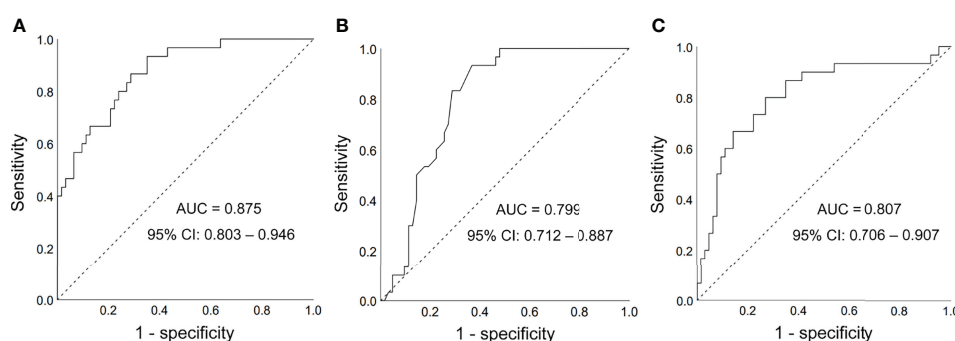 A
1.0
0.8
0.6
0.4
0.2
0.0
Sensitivity
AUC = 0.875
95% CI: 0.803 – 0.946
0.2 0.4 0.6 0.8 1.0
1 - specificity
B
1.0
0.8
0.6
0.4
0.2
0.0
Sensitivity
AUC = 0.799
95% CI: 0.712 – 0.887
0.2 0.4 0.6 0.8 1.0
1 - specificity
C
1.0
0.8
0.6
0.4
0.2
0.0
Sensitivity
AUC = 0.807
95% CI: 0.706 – 0.907
0.2 0.4 0.6 0.8 1.0
1 - specificity